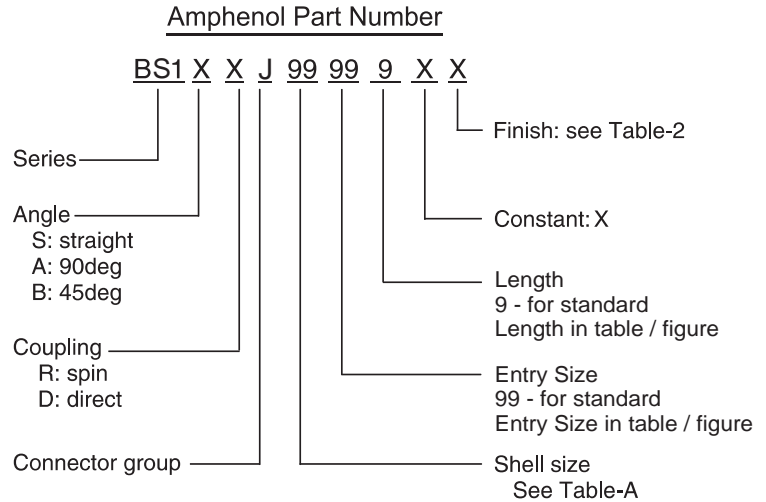 Amphenol Part Number
BS1 X X J 99 99 9 X X
Series
Angle
S: straight
A: 90deg
B: 45deg
Coupling
R: spin
D: direct
Connector group
Finish: see Table-2
Constant: X
Length
9 - for standard
Length in table / figure
Entry Size
99 - for standard
Entry Size in table / figure
Shell size
See Table-A